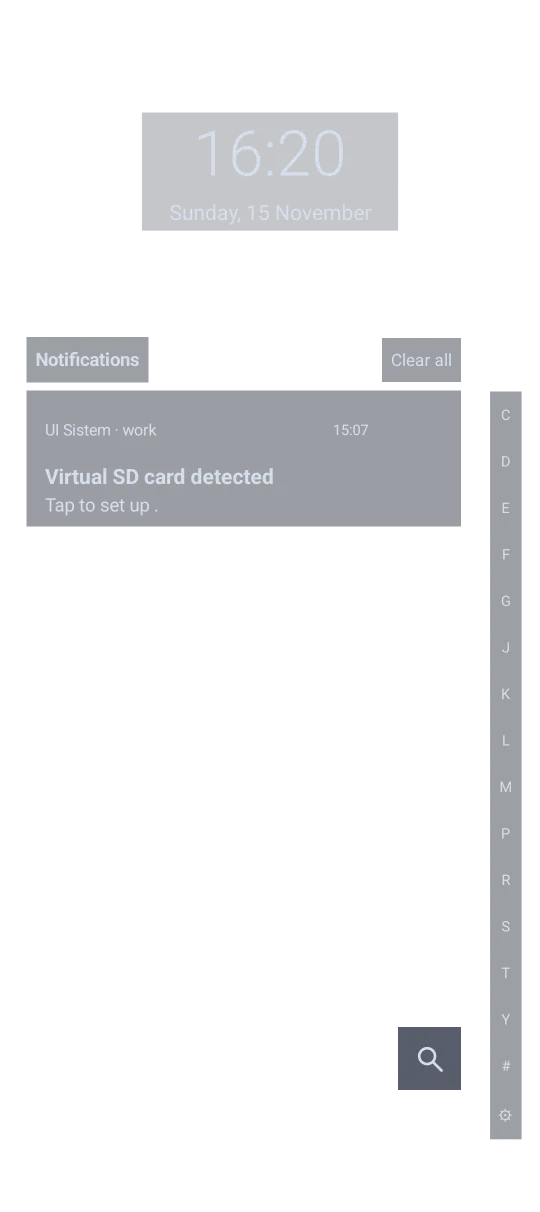 16:20
Sunday, 15 November
Notifications
Clear all
UI Sistem · work
15:07
Virtual SD card detected
Tap to set up .
C
D
E
F
G
J
K
L
M
P
R
S
T
Y
#